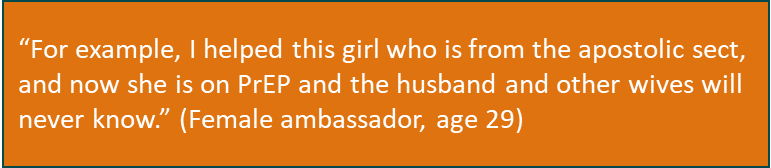 “For example, I helped this girl who is from the apostolic sect,
and now she is on PrEP and the husband and other wives will
never know.” (Female ambassador, age 29)